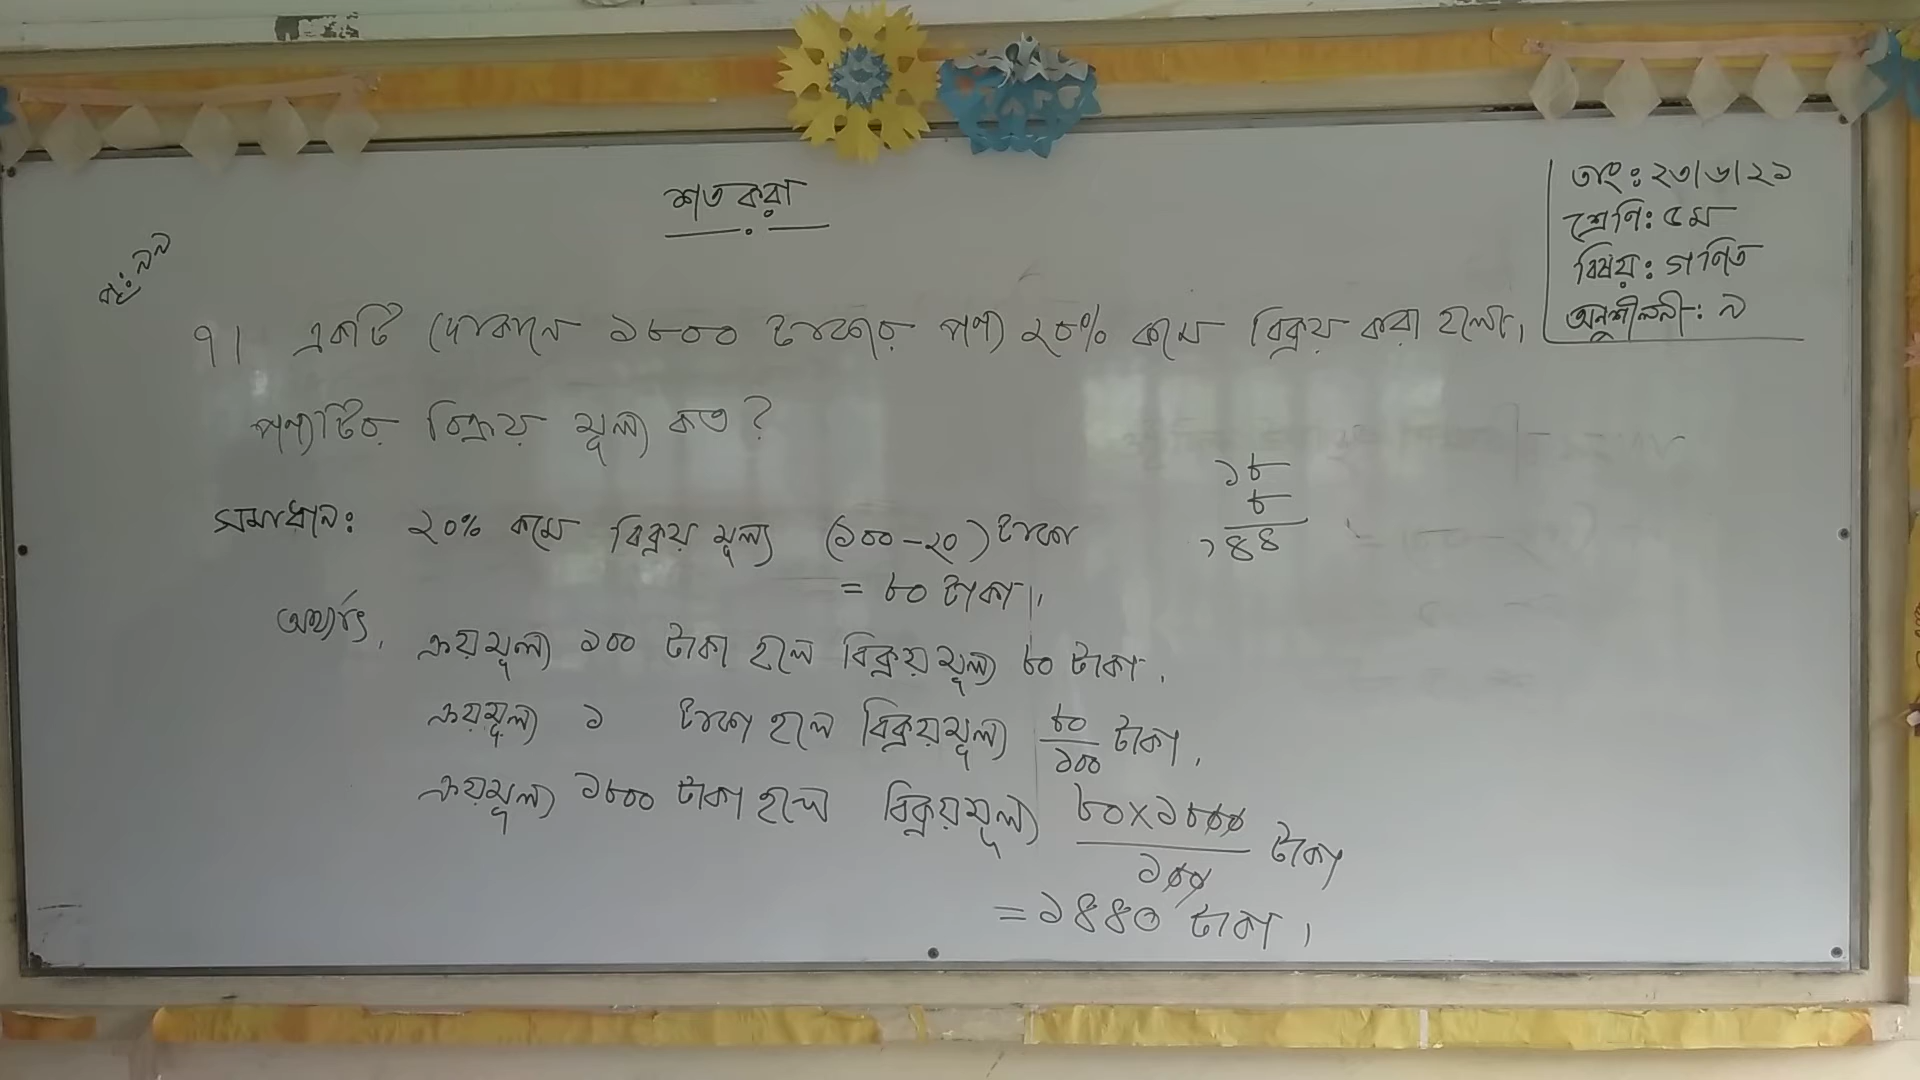 শতকরা
তাং: ২৩/৬/২১
শ্রেণি: ৫ম
বিষয়: গণিত
অনুশীলনী: ৯
পৃ: ৯৯
৭। একটি দোকানে ১৮০০ টাকার পণ্য ২০% কমে বিক্রয় করা হলো।
পণ্যটির বিক্রয় মূল্য কত?
সমাধান: ২০% কমে বিক্রয় মূল্য (১০০-২০) টাকা
= ৮০ টাকা।
অর্থাৎ,
ক্রয়মূল্য ১০০ টাকা হলে বিক্রয়মূল্য ৮০ টাকা।
ক্রয়মূল্য ১ টাকা হলে বিক্রয়মূল্য ৮০/১০০ টাকা।
ক্রয়মূল্য ১৮০০ টাকা হলে বিক্রয়মূল্য ৮০×১৮০০/১০০ টাকা
= ১৪৪০ টাকা।
১৮
৮
১৪৪